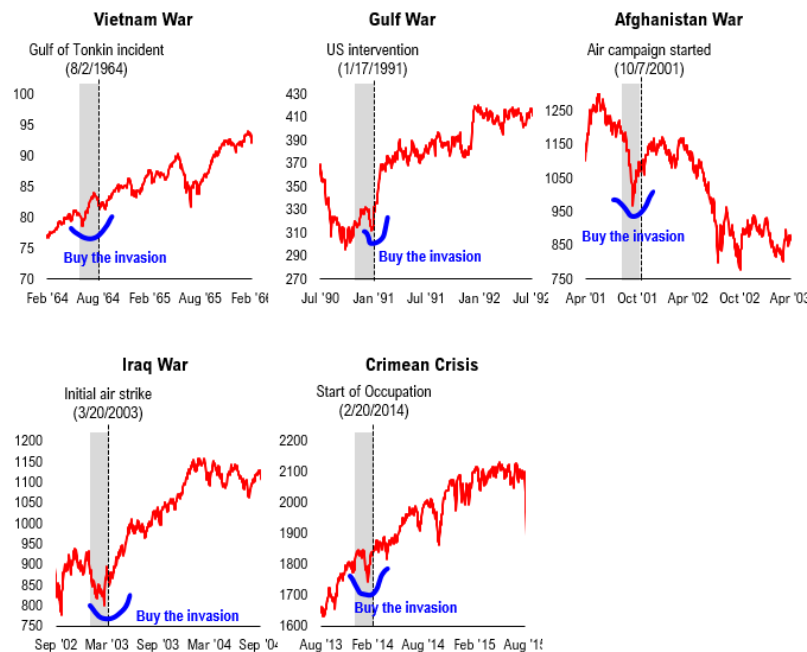 Vietnam War
Gulf of Tonkin incident
(8/2/1964)
100
95
90
85
80
75
70
Buy the invasion
Feb '64 Aug '64 Feb '65 Aug '65 Feb '66
Gulf War
US intervention
(1/17/1991)
430
410
390
370
350
330
310
290
270
Buy the invasion
Jul '90 Jan '91 Jul '91 Jan '92 Jul '92
Afghanistan War
Air campaign started
(10/7/2001)
1250
1150
1050
950
850
750
Buy the invasion
Apr '01 Oct '01 Apr '02 Oct '02 Apr '03
Iraq War
Initial air strike
(3/20/2003)
1200
1150
1100
1050
1000
950
900
850
800
750
Buy the invasion
Sep '02 Mar '03 Sep '03 Mar '04 Sep '04
Crimean Crisis
Start of Occupation
(2/20/2014)
2200
2100
2000
1900
1800
1700
1600
Buy the invasion
Aug '13 Feb '14 Aug '14 Feb '15 Aug '15